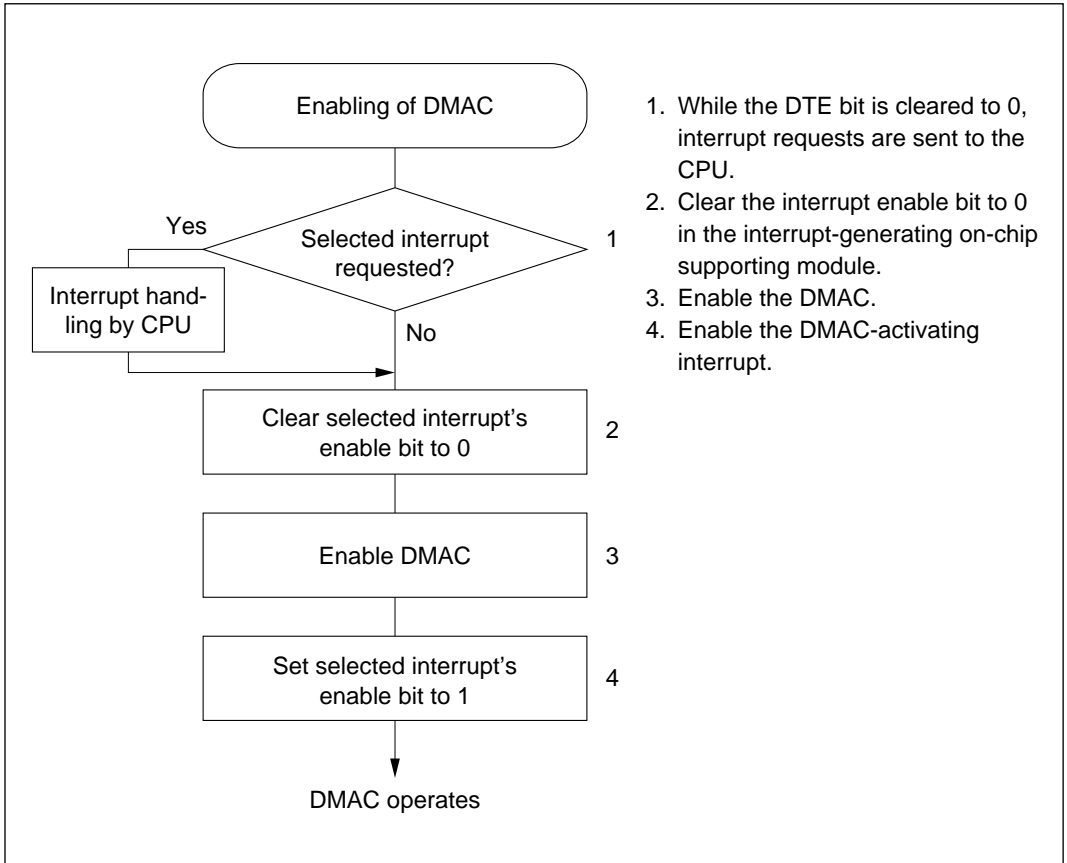 Enabling of DMAC
Yes
Selected interrupt
requested?
1
Interrupt hand-
ling by CPU
No
Clear selected interrupt's
enable bit to 0
2
Enable DMAC
3
Set selected interrupt's
enable bit to 1
4
DMAC operates
1. While the DTE bit is cleared to 0,
interrupt requests are sent to the
CPU.
2. Clear the interrupt enable bit to 0
in the interrupt-generating on-chip
supporting module.
3. Enable the DMAC.
4. Enable the DMAC-activating
interrupt.